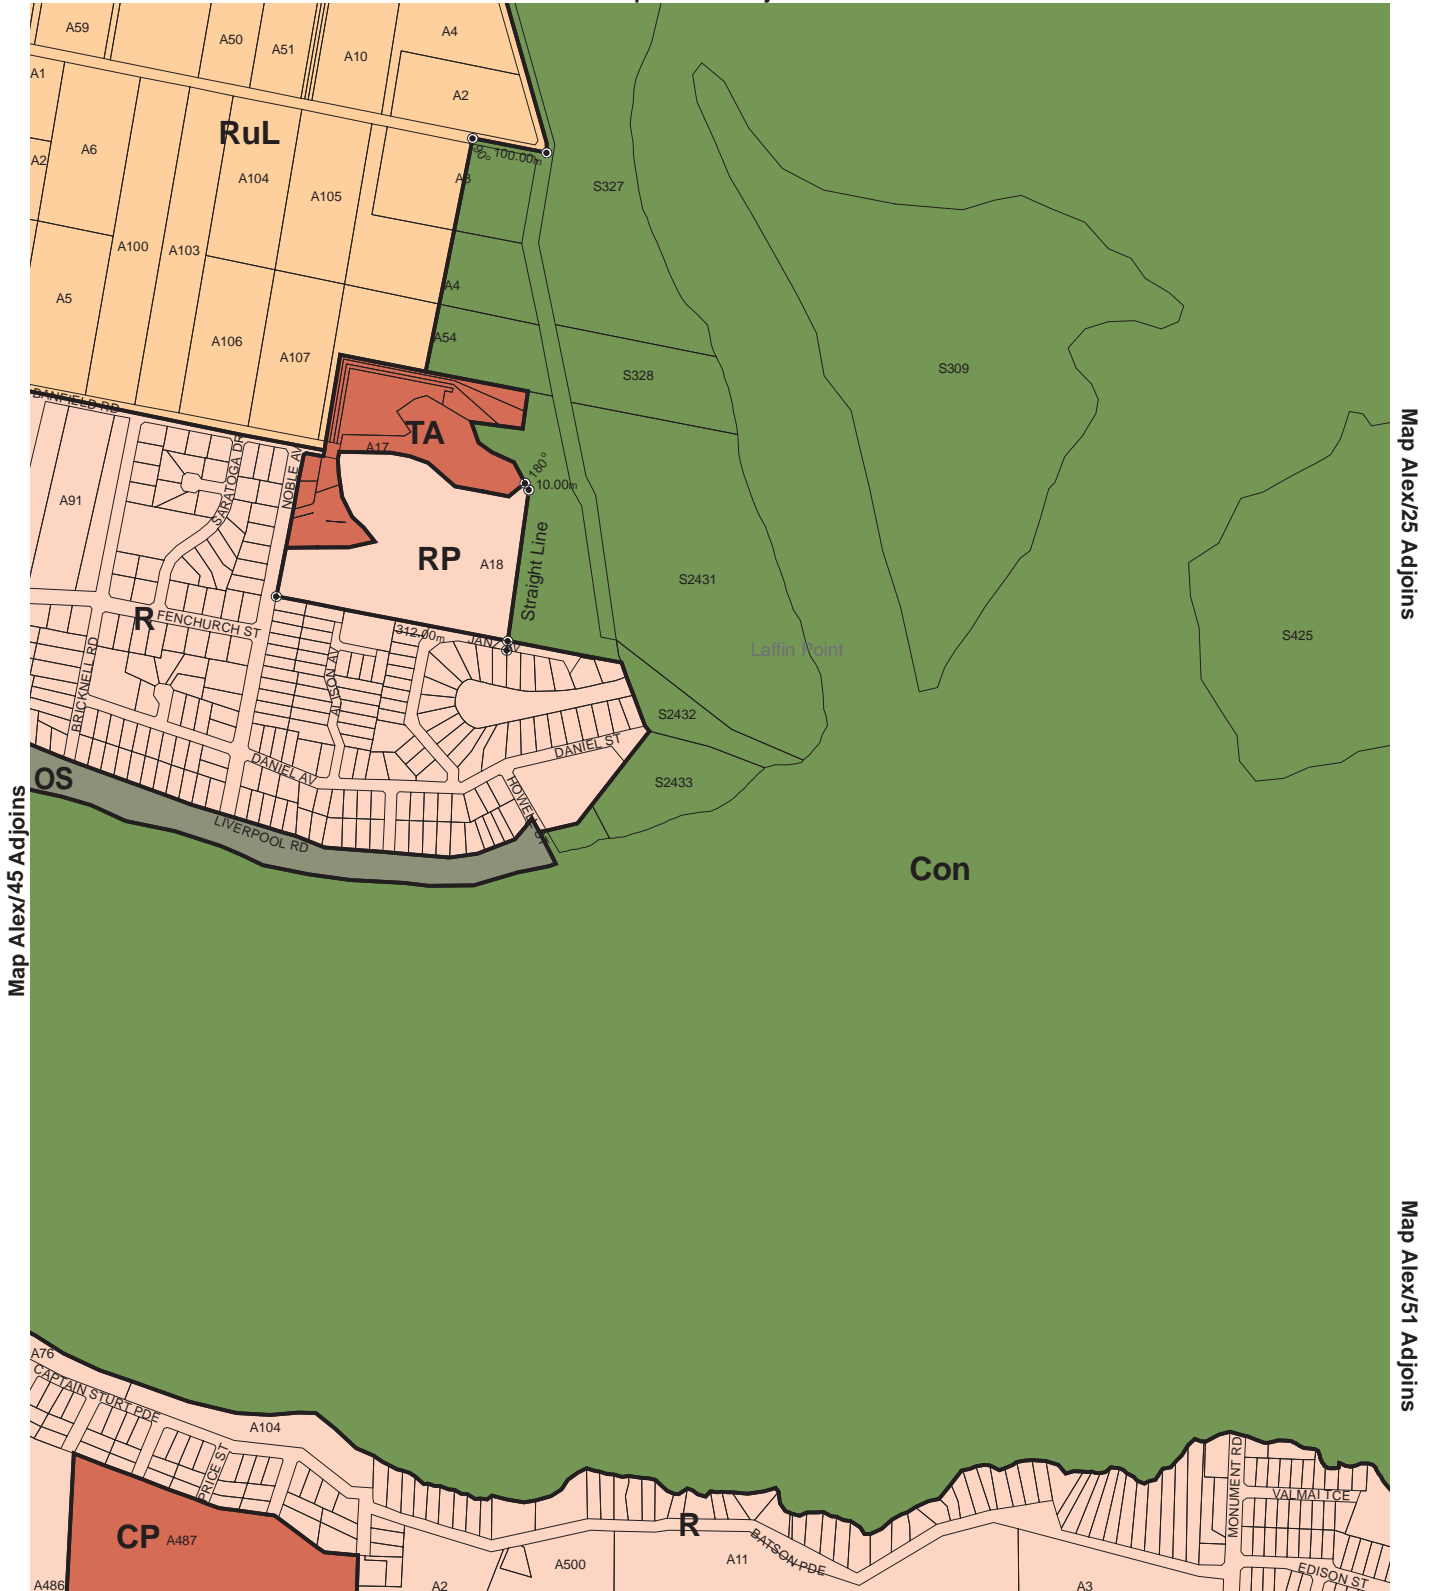 A59
A50
A51
A10
A4
A1
A2
RuL
A6
A2
100.00m
90°
A3
A104
A105
S327
A100
A103
A5
A4
A54
A106
A107
S328
S309
BANFIELD RD
TA
A17
180°
10.00m
SARATOGA DR
NOBLE AV
A91
RP
A18
Straight Line
S2431
R
FENCHURCH ST
312.00m
JANZ AV
Laffin Point
S425
BRICKNELL RD
ALISON AV
S2432
DANIEL ST
DANIEL AV
S2433
OS
HOWELL ST
LIVERPOOL RD
Con
Map Alex/45 Adjoins
Map Alex/25 Adjoins
Map Alex/51 Adjoins
A76
CAPTAIN STURT PDE
A104
PRICE ST
CP
A487
A486
A2
A500
R
A11
BATSON PDE
A3
MONUMENT RD
VALMAI TCE
EDISON ST